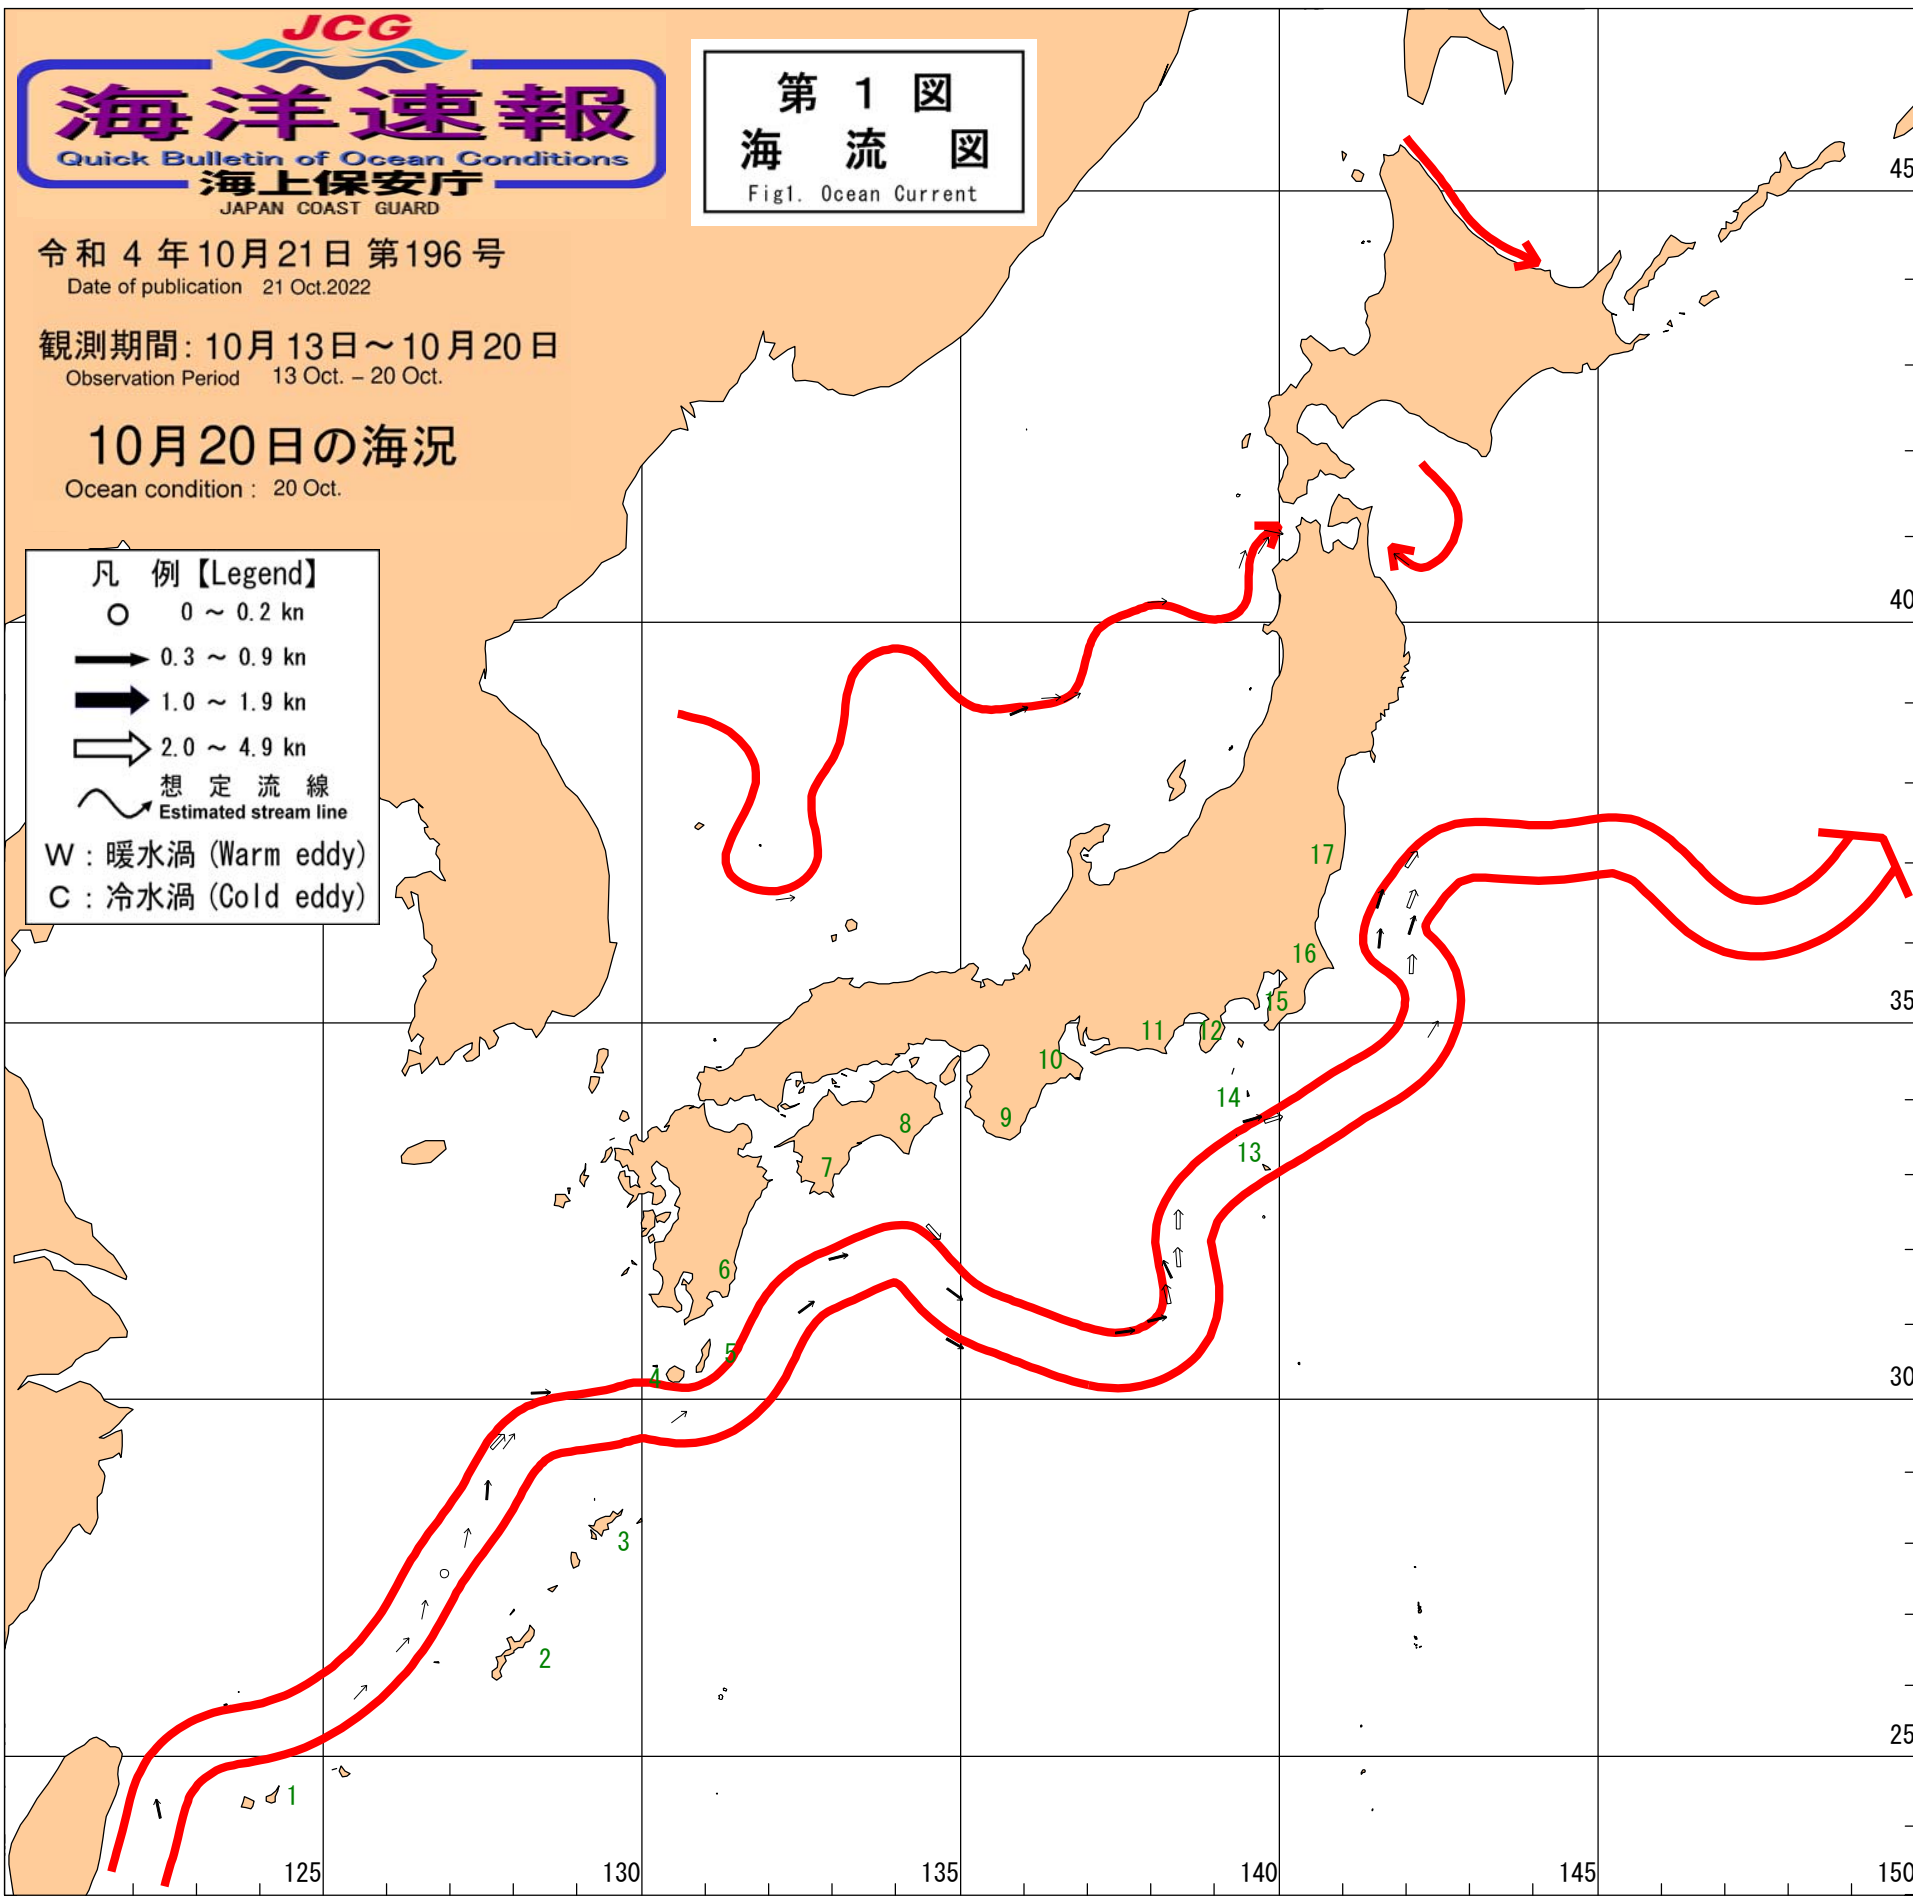 JCG
海洋速報
Quick Bulletin of Ocean Conditions
海上保安庁
JAPAN COAST GUARD
第 1 図
海 流 図
Fig1. Ocean Current
令和 4 年10月21日 第196号
Date of publication 21 Oct.2022
観測期間: 10月13日～10月20日
Observation Period 13 Oct. – 20 Oct.
10月20日の海況
Ocean condition : 20 Oct.
凡 例【Legend】
0 ～ 0.2 kn
0.3 ～ 0.9 kn
1.0 ～ 1.9 kn
2.0 ～ 4.9 kn
想 定 流 線
Estimated stream line
W : 暖水渦 (Warm eddy)
C : 冷水渦 (Cold eddy)
45
40
35
30
25
17
16
15
12
11
10
14
9
8
13
7
6
5
4
3
2
1
125
130
135
140
145
150